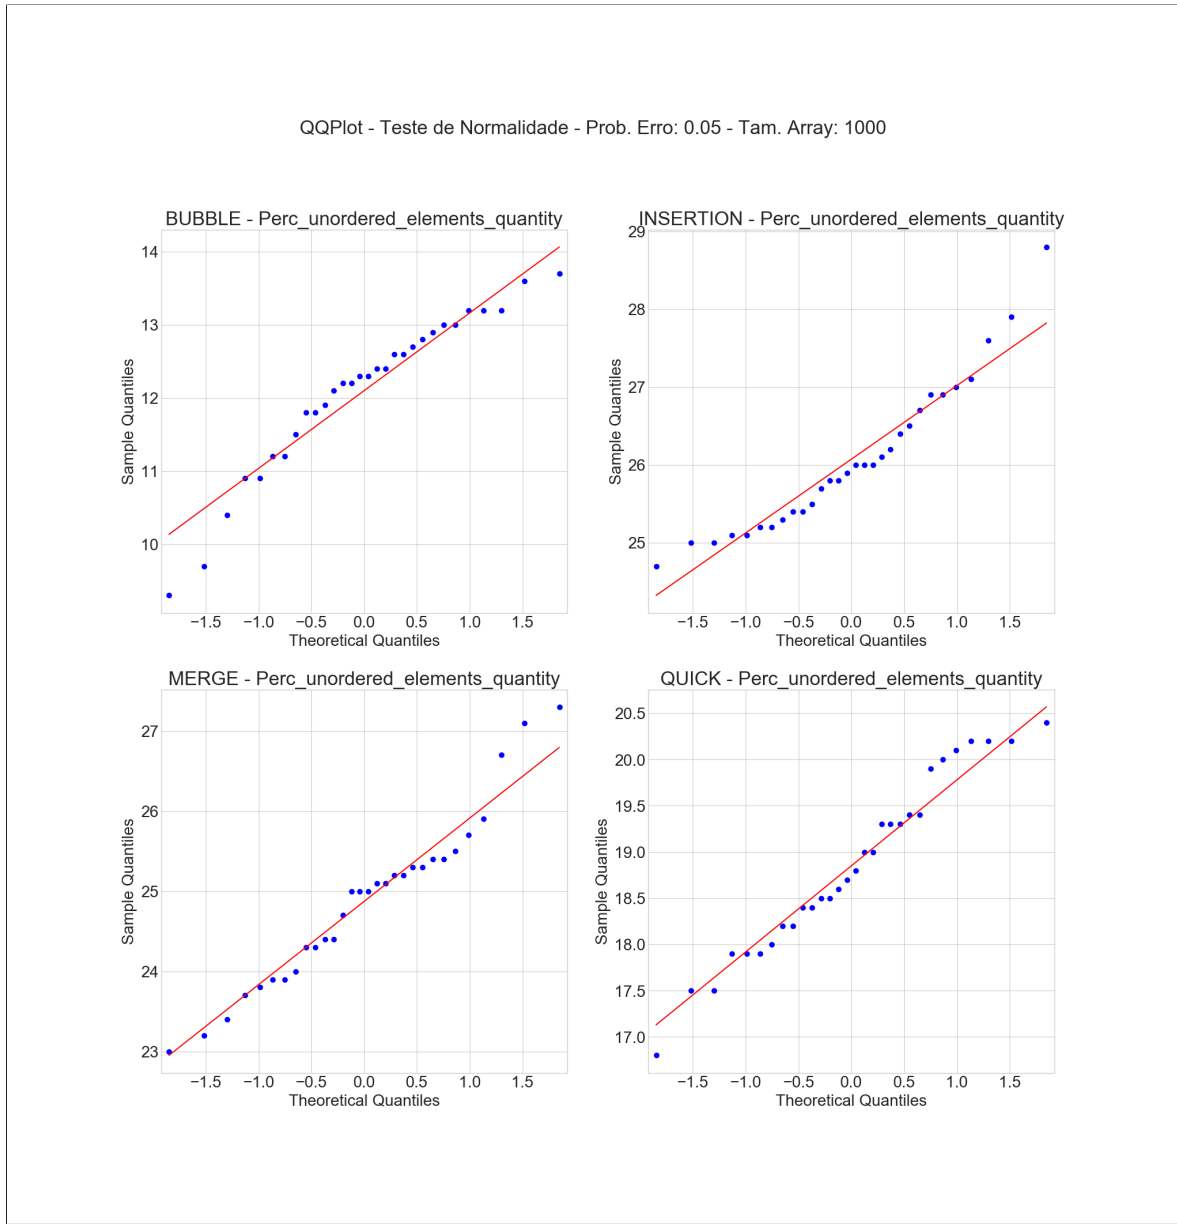 QQPlot - Teste de Normalidade - Prob. Erro: 0.05 - Tam. Array: 1000
BUBBLE - Perc_unordered_elements_quantity
14
13
12
11
10
Sample Quantiles
−1.5 −1.0 −0.5 0.0 0.5 1.0 1.5
Theoretical Quantiles
INSERTION - Perc_unordered_elements_quantity
29
28
27
26
25
Sample Quantiles
−1.5 −1.0 −0.5 0.0 0.5 1.0 1.5
Theoretical Quantiles
MERGE - Perc_unordered_elements_quantity
27
26
25
24
23
Sample Quantiles
−1.5 −1.0 −0.5 0.0 0.5 1.0 1.5
Theoretical Quantiles
QUICK - Perc_unordered_elements_quantity
20.5
20.0
19.5
19.0
18.5
18.0
17.5
17.0
Sample Quantiles
−1.5 −1.0 −0.5 0.0 0.5 1.0 1.5
Theoretical Quantiles